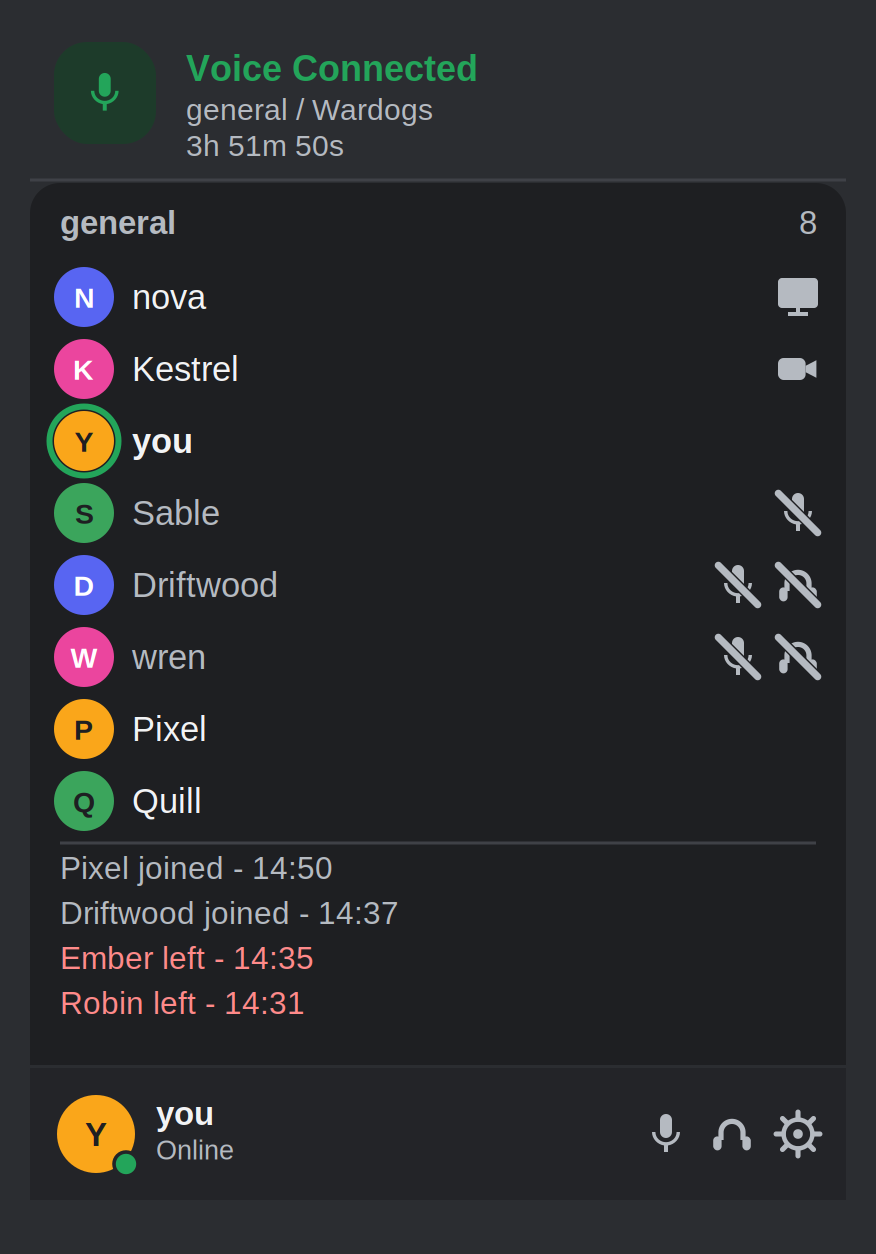 Voice Connected
general / Wardogs
3h 51m 50s
general 8
N nova
K Kestrel
Y you
S Sable
D Driftwood
W wren
P Pixel
Q Quill
Pixel joined - 14:50
Driftwood joined - 14:37
Ember left - 14:35
Robin left - 14:31
Y you
Online